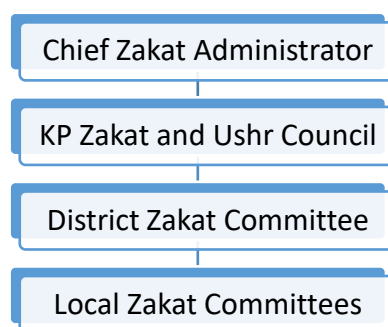 Chief Zakat Administrator
KP Zakat and Ushr Council
District Zakat Committee
Local Zakat Committees